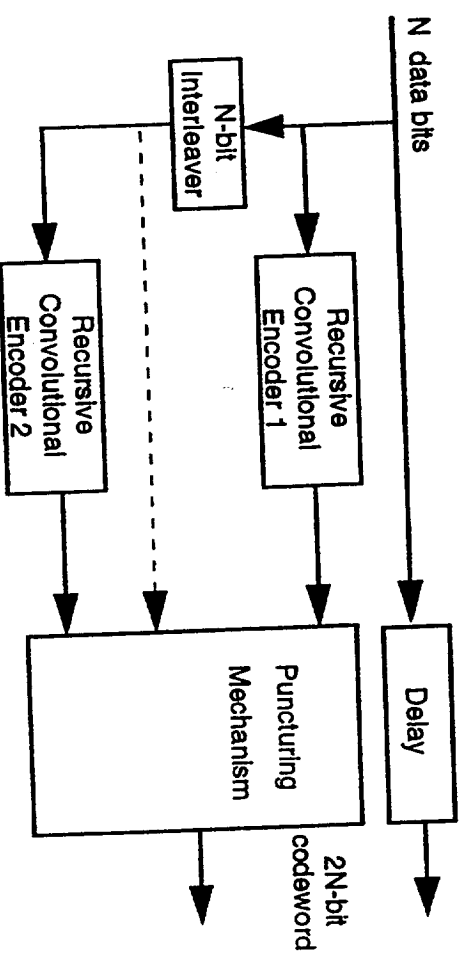 N data bits
Delay
Recursive
Convolutional
Encoder 1
N-bit
Interleaver
Puncturing
Mechanism
2N-bit
codeword
Recursive
Convolutional
Encoder 2